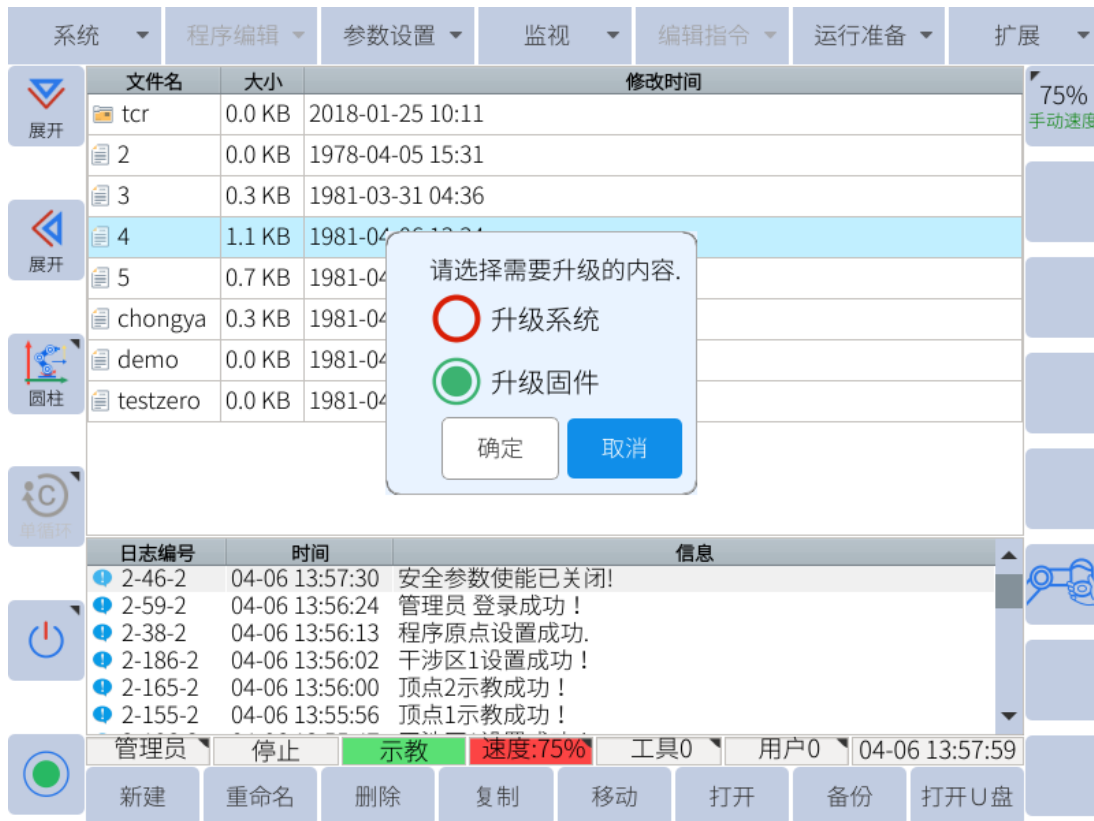 系统 程序编辑 参数设置 监视 编辑指令 运行准备 扩展
展开
展开
圆柱
单循环
文件名 大小 修改时间
tcr 0.0 KB 2018-01-25 10:11
2 0.0 KB 1978-04-05 15:31
3 0.3 KB 1981-03-31 04:36
4 1.1 KB 1981-04
5 0.7 KB 1981-04
chongya 0.3 KB 1981-04
demo 0.0 KB 1981-04
testzero 0.0 KB 1981-04
请选择需要升级的内容.
升级系统
升级固件
确定 取消
75%
手动速度
日志编号 时间 信息
2-46-2 04-06 13:57:30 安全参数使能已关闭!
2-59-2 04-06 13:56:24 管理员 登录成功！
2-38-2 04-06 13:56:13 程序原点设置成功.
2-186-2 04-06 13:56:02 干涉区1设置成功！
2-165-2 04-06 13:56:00 顶点2示教成功！
2-155-2 04-06 13:55:56 顶点1示教成功！
管理员 停止 示教 速度:75% 工具0 用户0 04-06 13:57:59
新建 重命名 删除 复制 移动 打开 备份 打开U盘